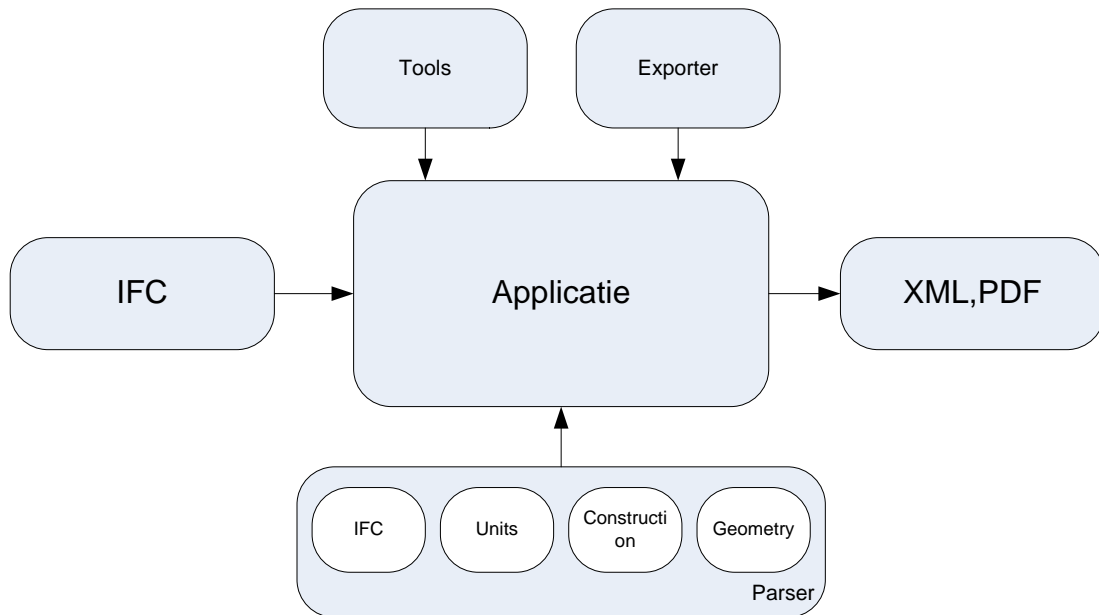 Tools
Exporter
IFC
Applicatie
XML,PDF
IFC
Units
Constructi
on
Geometry
Parser